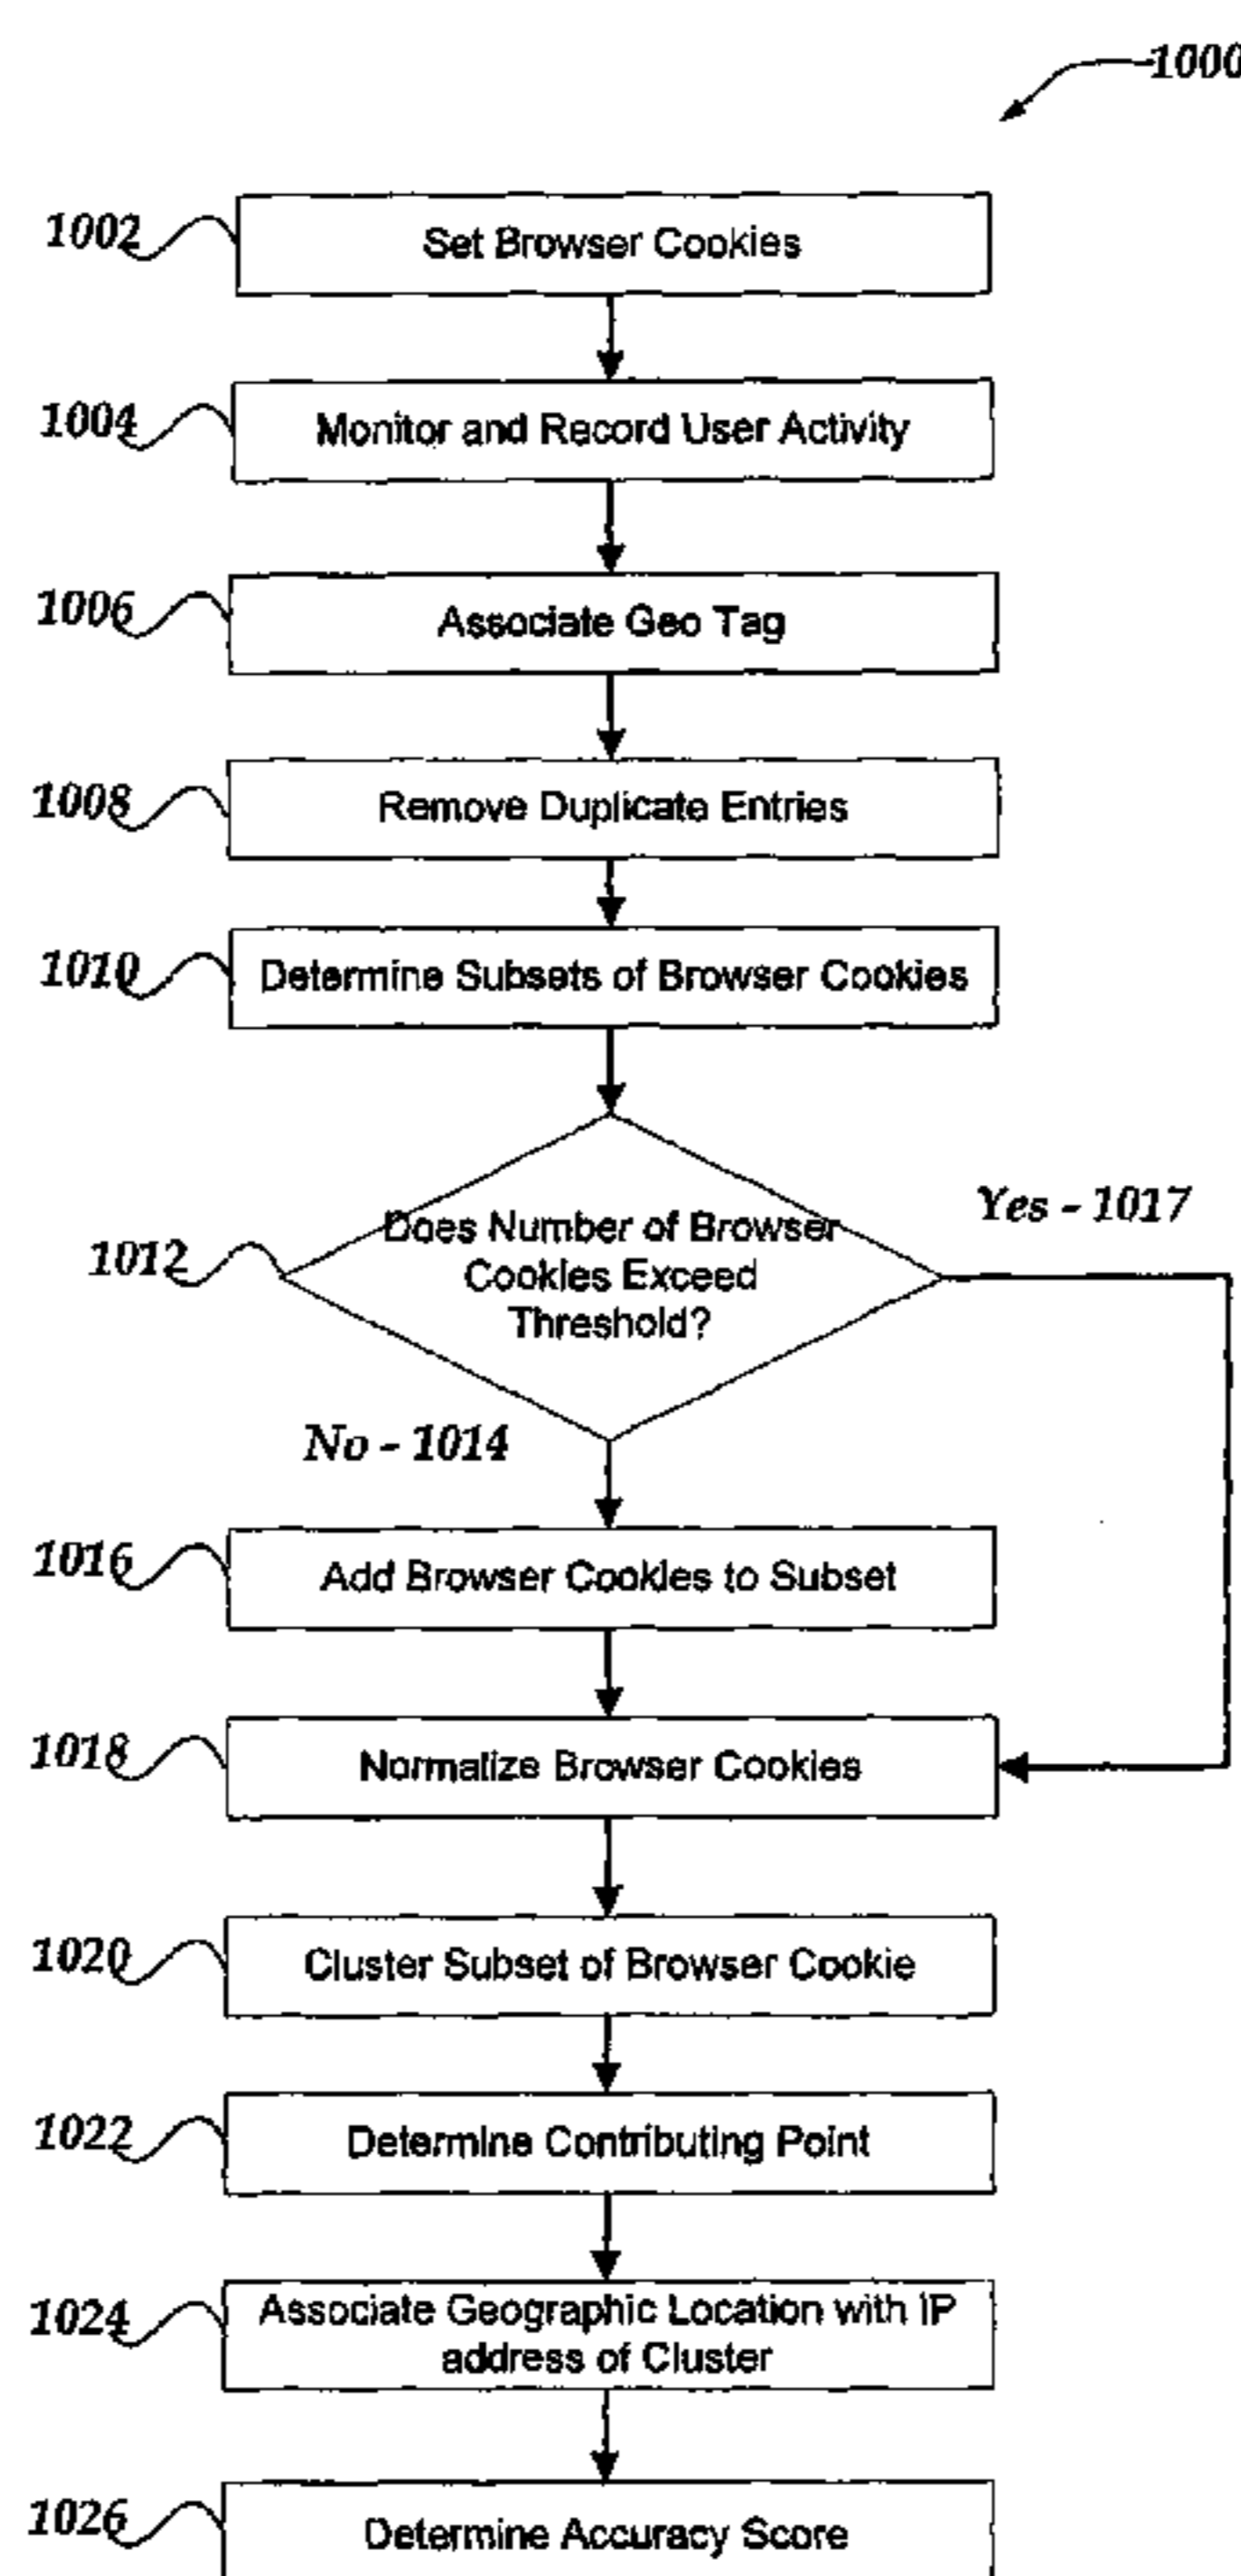 1000
1002
Set Browser Cookies
1004
Monitor and Record User Activity
1006
Associate Geo Tag
1008
Remove Duplicate Entries
1010
Determine Subsets of Browser Cookies
1012
Does Number of Browser
Cookies Exceed
Threshold?
Yes - 1017
No - 1014
1016
Add Browser Cookies to Subset
1018
Normalize Browser Cookies
1020
Cluster Subset of Browser Cookie
1022
Determine Contributing Point
1024
Associate Geographic Location with IP
address of Cluster
1026
Determine Accuracy Score